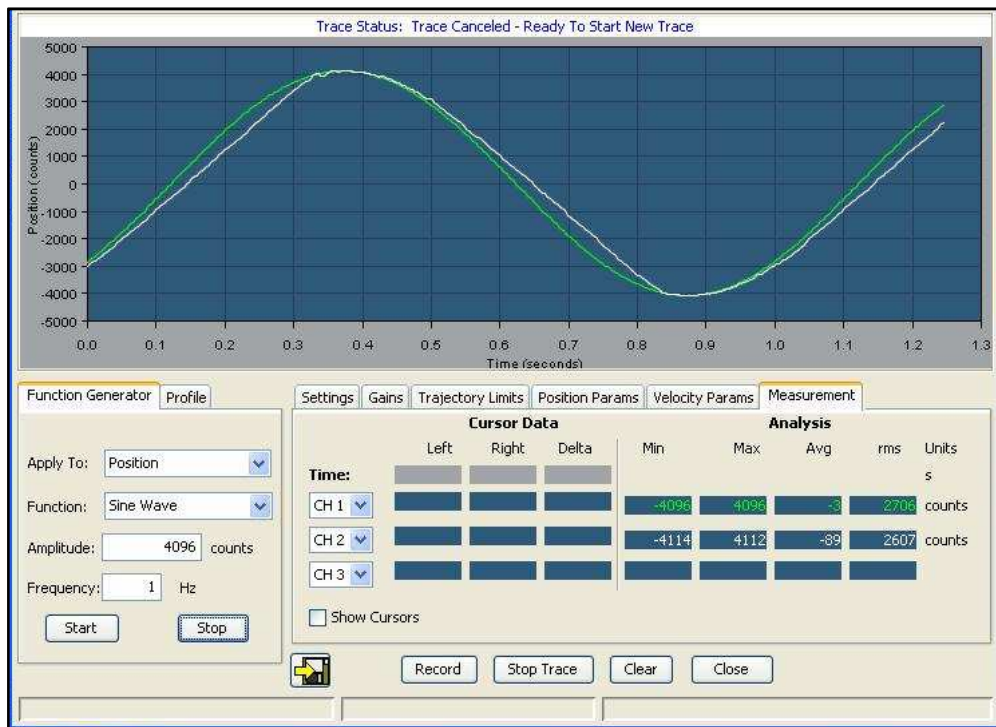 Trace Status: Trace Canceled - Ready To Start New Trace
5000
4000
3000
2000
1000
0
-1000
-2000
-3000
-4000
-5000
Position (counts)
0.0 0.1 0.2 0.3 0.4 0.5 0.6 0.7 0.8 0.9 1.0 1.1 1.2 1.3
Time (seconds)
Function Generator Profile
Apply To: Position
Function: Sine Wave
Amplitude: 4096 counts
Frequency: 1 Hz
Start Stop
Settings Gains Trajectory Limits Position Params Velocity Params Measurement
Cursor Data Analysis
Left Right Delta Min Max Avg rms Units
Time: s
CH 1 -4096 4096 -3 2706 counts
CH 2 -4114 4112 -89 2607 counts
CH 3
Show Cursors
Record Stop Trace Clear Close